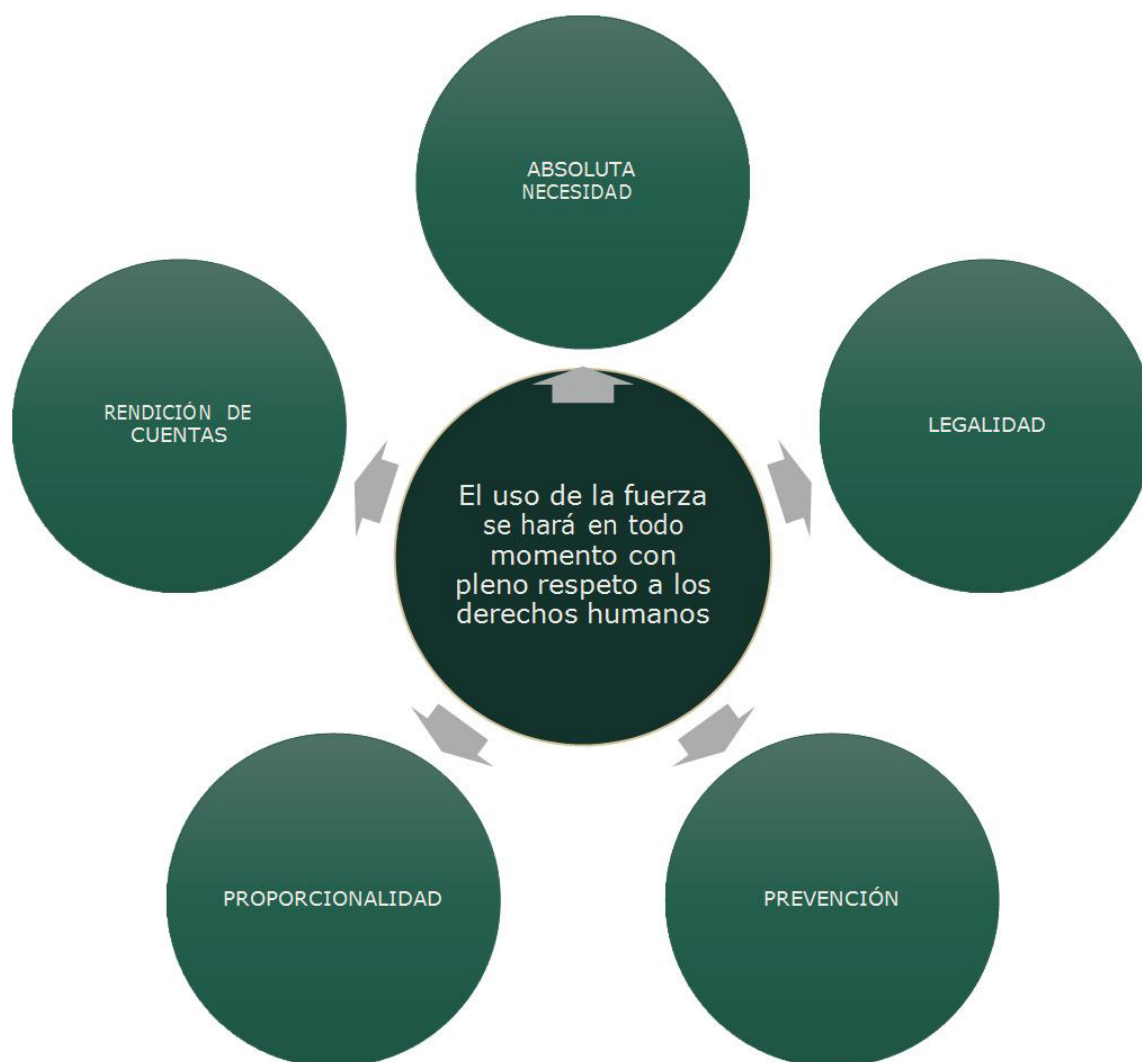 ABSOLUTA
NECESIDAD
RENDICIÓN DE
CUENTAS
LEGALIDAD
El uso de la fuerza
se hará en todo
momento con
pleno respeto a los
derechos humanos
PROPORCIONALIDAD
PREVENCIÓN